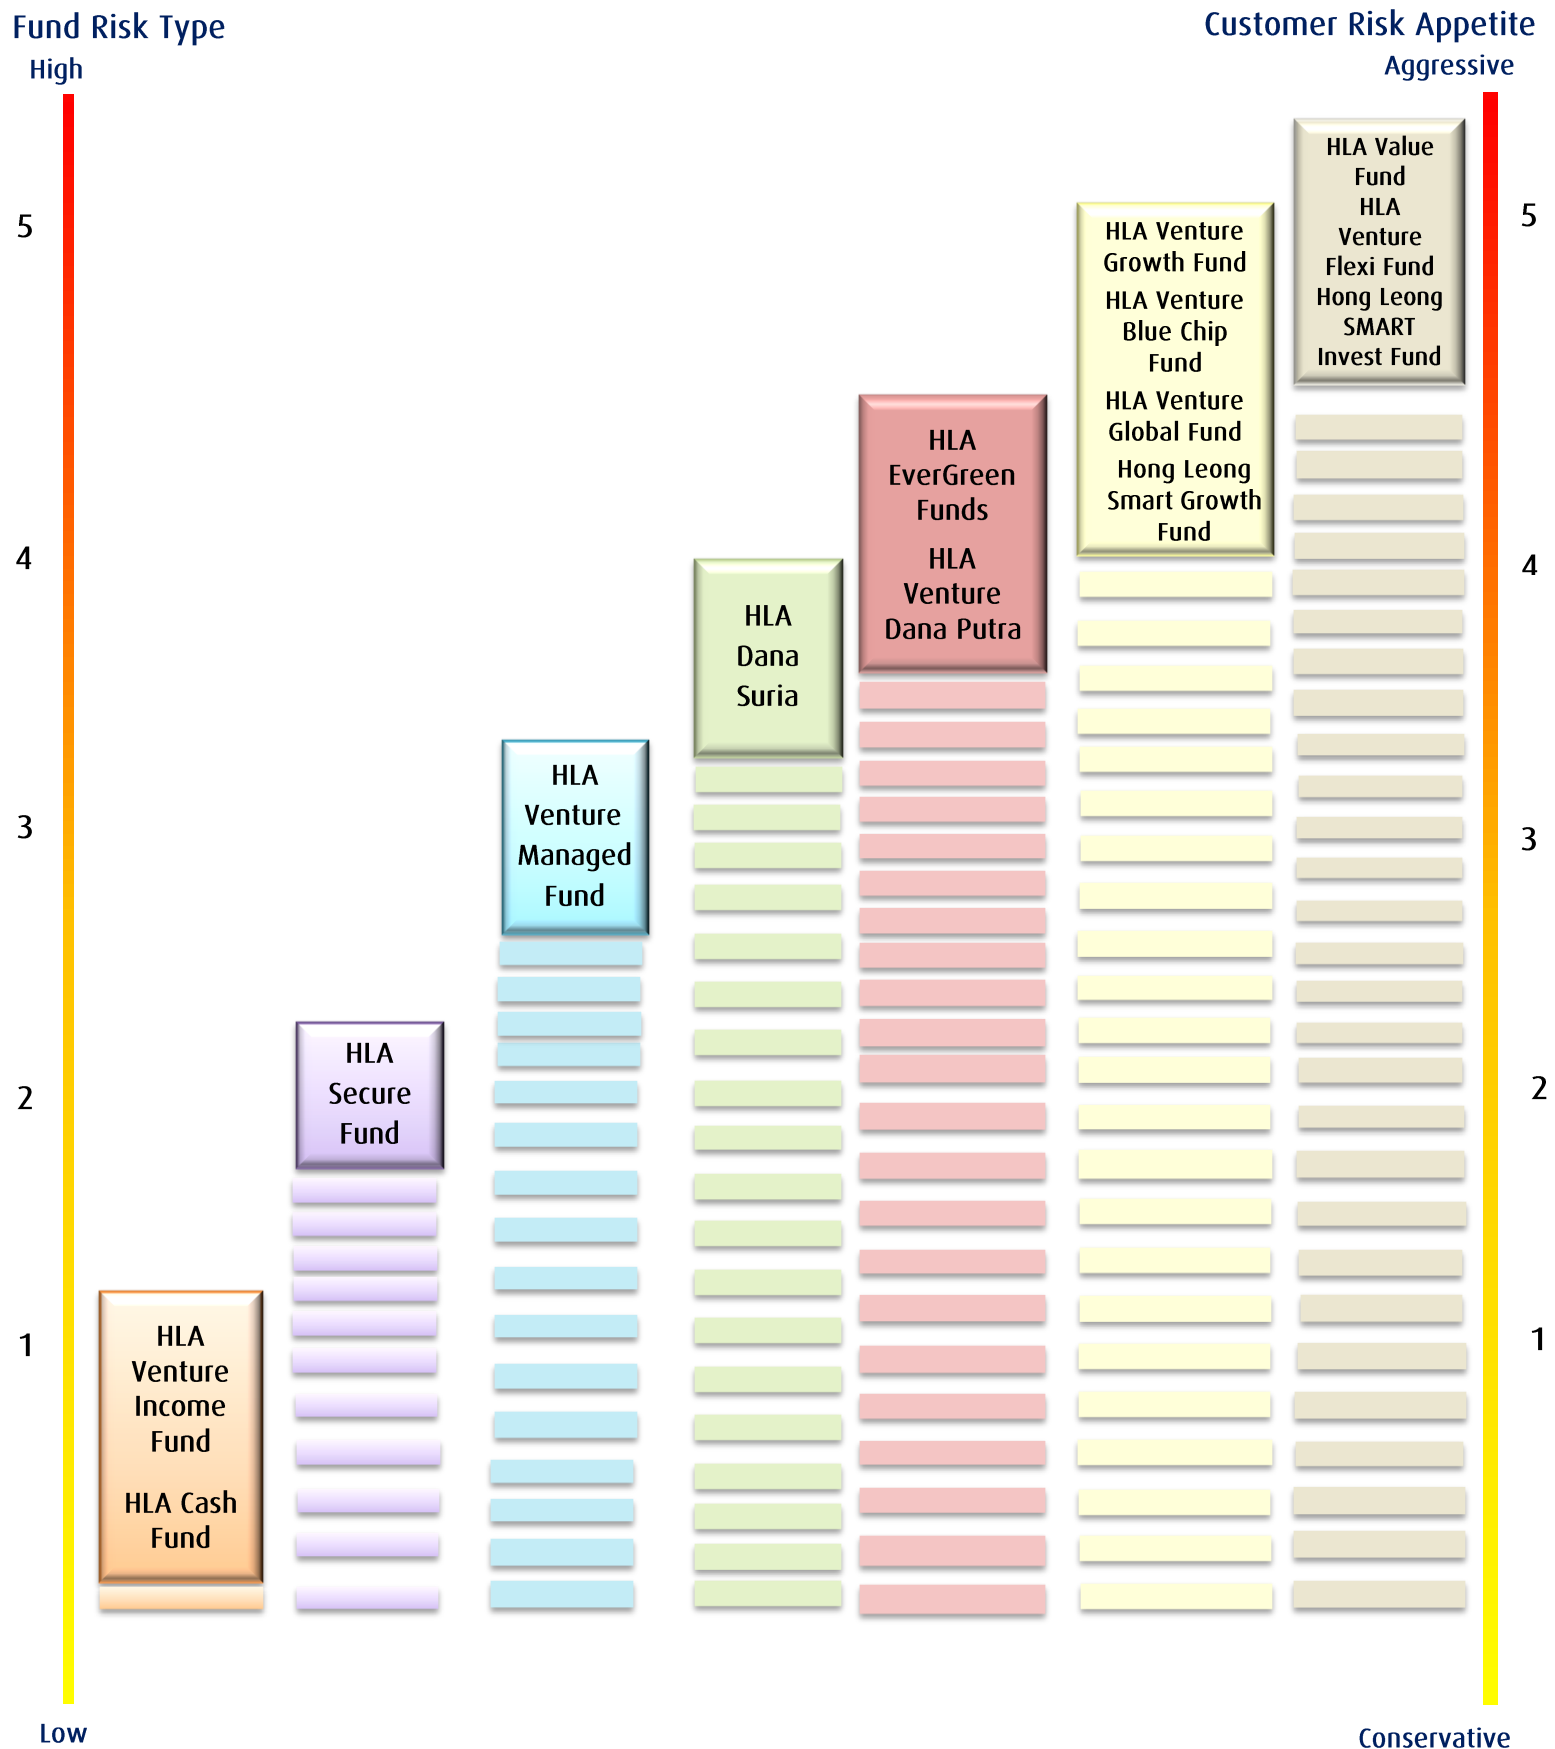 Fund Risk Type
High
Customer Risk Appetite
Aggressive
5
4
3
2
1
HLA
Venture
Income
Fund
HLA Cash
Fund
HLA
Secure
Fund
HLA
Venture
Managed
Fund
HLA
Dana
Suria
HLA
EverGreen
Funds
HLA
Venture
Dana Putra
HLA Venture
Growth Fund
HLA Venture
Blue Chip
Fund
HLA Venture
Global Fund
Hong Leong
Smart Growth
Fund
HLA Value
Fund
HLA
Venture
Flexi Fund
Hong Leong
SMART
Invest Fund
5
4
3
2
1
Low
Conservative